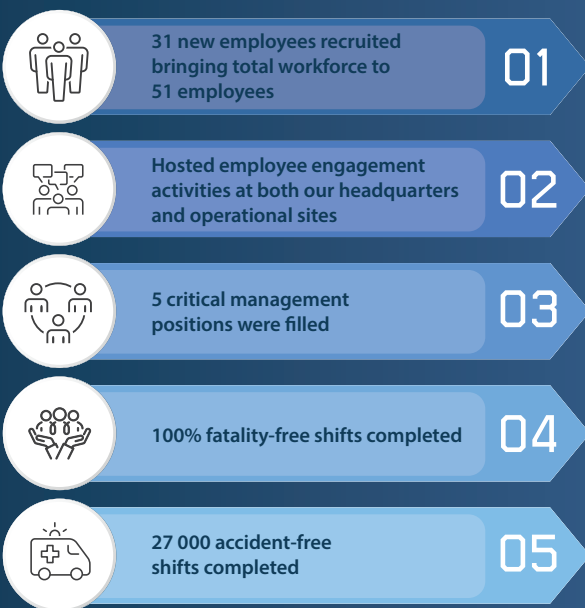 31 new employees recruited
bringing total workforce to
51 employees
01
Hosted employee engagement
activities at both our headquarters
and operational sites
02
5 critical management
positions were filled
03
100% fatality-free shifts completed
04
27 000 accident-free
shifts completed
05